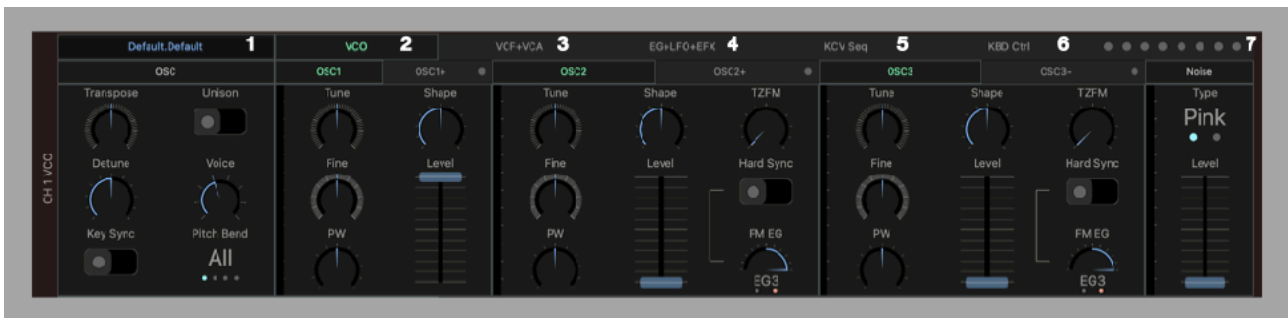 Default.Default 1 VCO 2 VCF+VCA 3 EG+LFO+EFX 4 KCV Seq 5 KBD Ctrl 6 7
OSC OSC1 OSC1+ OSC2 OSC2+ OSC3 OSC3+ Noise
Transpose Unison Tune Shape Tune Shape TZFM Tune Shape TZFM Type
Pink
CH 1 VCO
Detune Voice Fine Level Fine Level Hard Sync Fine Level Hard Sync Level
Key Sync Pitch Bend PW PW FM EG PW FM EG
All
EG3 EG3